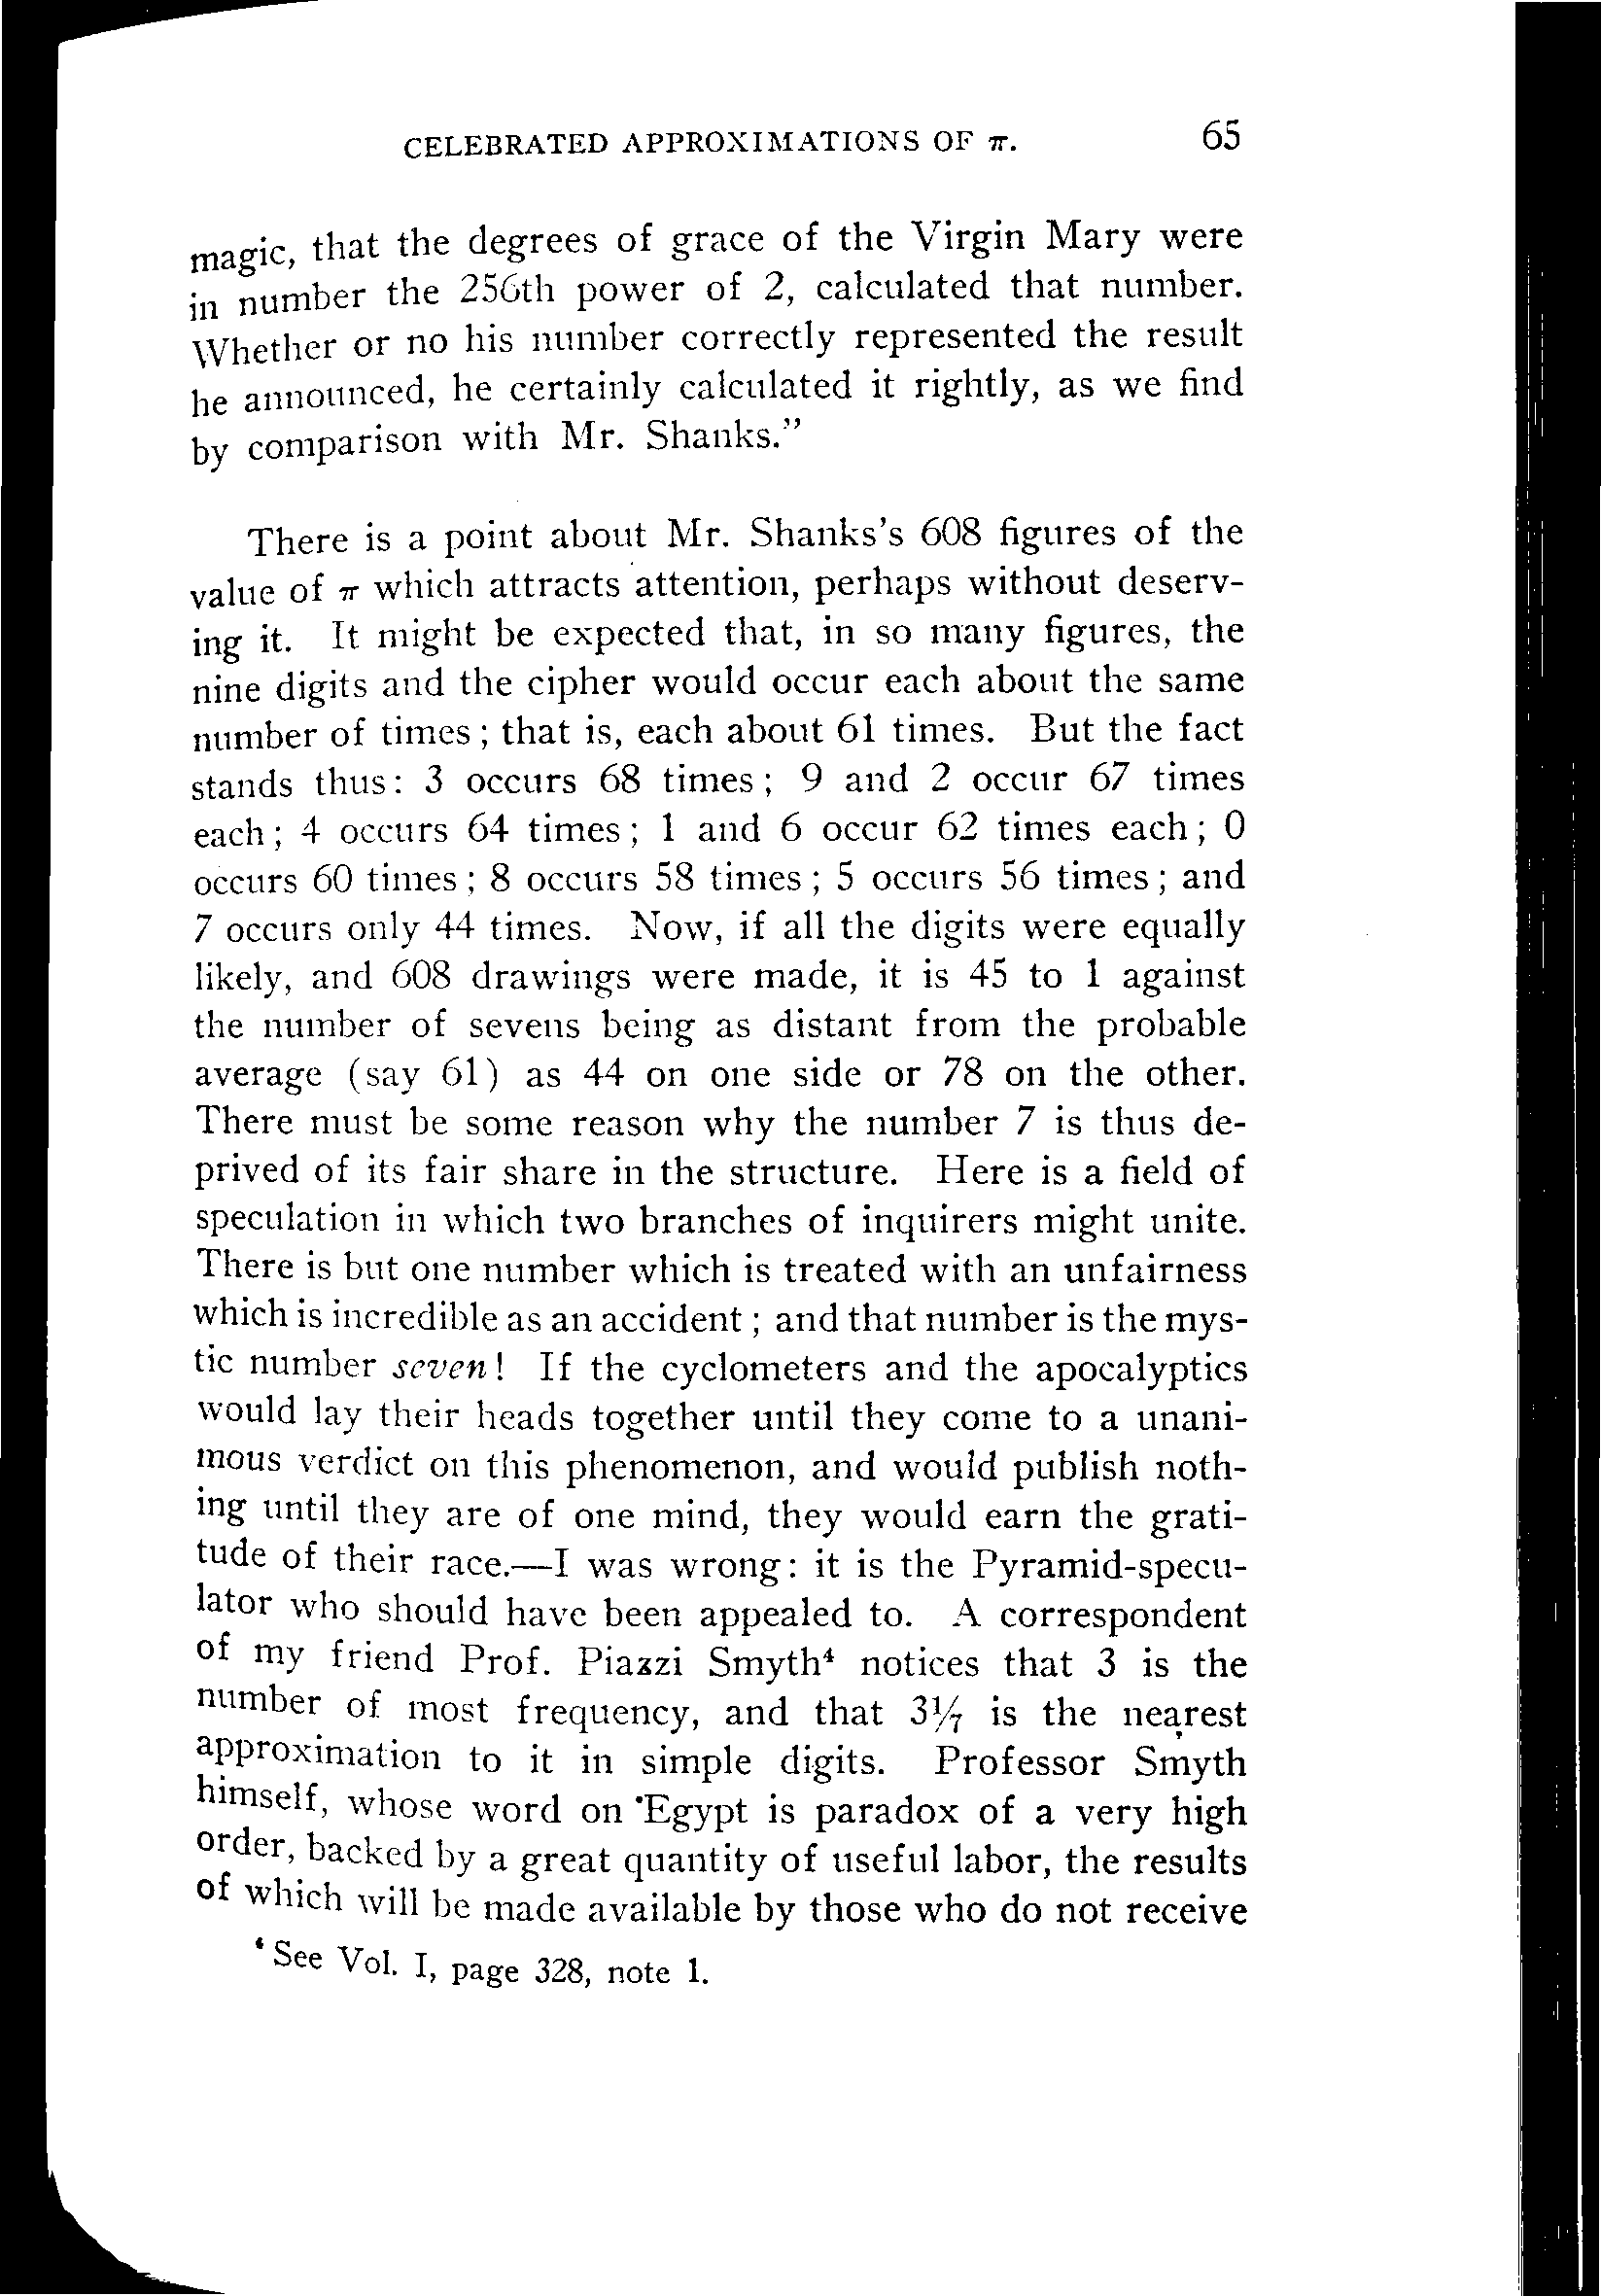 CELEBRATED APPROXIMATIONS OF π. 65
magic, that the degrees of grace of the Virgin Mary were
in number the 256th power of 2, calculated that number.
Whether or no his number correctly represented the result
he announced, he certainly calculated it rightly, as we find
by comparison with Mr. Shanks.”
There is a point about Mr. Shanks's 608 figures of the
value of π which attracts attention, perhaps without deserv-
ing it. It might be expected that, in so many figures, the
nine digits and the cipher would occur each about the same
number of times; that is, each about 61 times. But the fact
stands thus: 3 occurs 68 times; 9 and 2 occur 67 times
each; 4 occurs 64 times; 1 and 6 occur 62 times each; 0
occurs 60 times; 8 occurs 58 times; 5 occurs 56 times; and
7 occurs only 44 times. Now, if all the digits were equally
likely, and 608 drawings were made, it is 45 to 1 against
the number of sevens being as distant from the probable
average (say 61) as 44 on one side or 78 on the other.
There must be some reason why the number 7 is thus de-
prived of its fair share in the structure. Here is a field of
speculation in which two branches of inquirers might unite.
There is but one number which is treated with an unfairness
which is incredible as an accident; and that number is the mys-
tic number seven! If the cyclometers and the apocalyptics
would lay their heads together until they come to a unani-
mous verdict on this phenomenon, and would publish noth-
ing until they are of one mind, they would earn the grati-
tude of their race.—I was wrong: it is the Pyramid-specu-
lator who should have been appealed to. A correspondent
of my friend Prof. Piazzi Smyth⁴ notices that 3 is the
number of most frequency, and that 3⅐ is the nearest
approximation to it in simple digits. Professor Smyth
himself, whose word on Egypt is paradox of a very high
order, backed by a great quantity of useful labor, the results
of which will be made available by those who do not receive
⁴ See Vol. I, page 328, note 1.